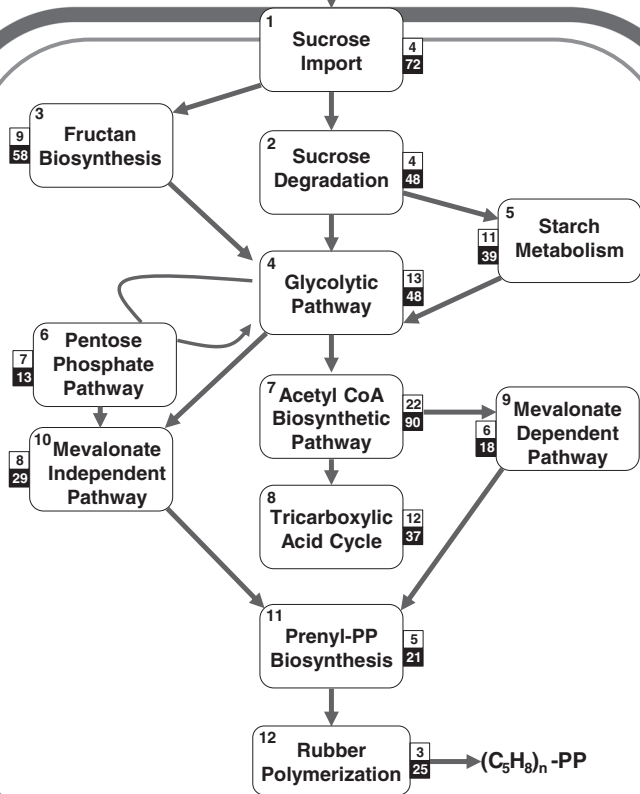 1
Sucrose
Import
4
72
3
Fructan
Biosynthesis
9
58
2
Sucrose
Degradation
4
48
5
Starch
Metabolism
11
39
4
Glycolytic
Pathway
13
48
6
Pentose
Phosphate
Pathway
7
13
7
Acetyl CoA
Biosynthetic
Pathway
22
90
9
Mevalonate
Dependent
Pathway
6
18
10
Mevalonate
Independent
Pathway
8
29
8
Tricarboxylic
Acid Cycle
12
37
11
Prenyl-PP
Biosynthesis
5
21
12
Rubber
Polymerization
3
25
(C₅H₈)ₙ-PP